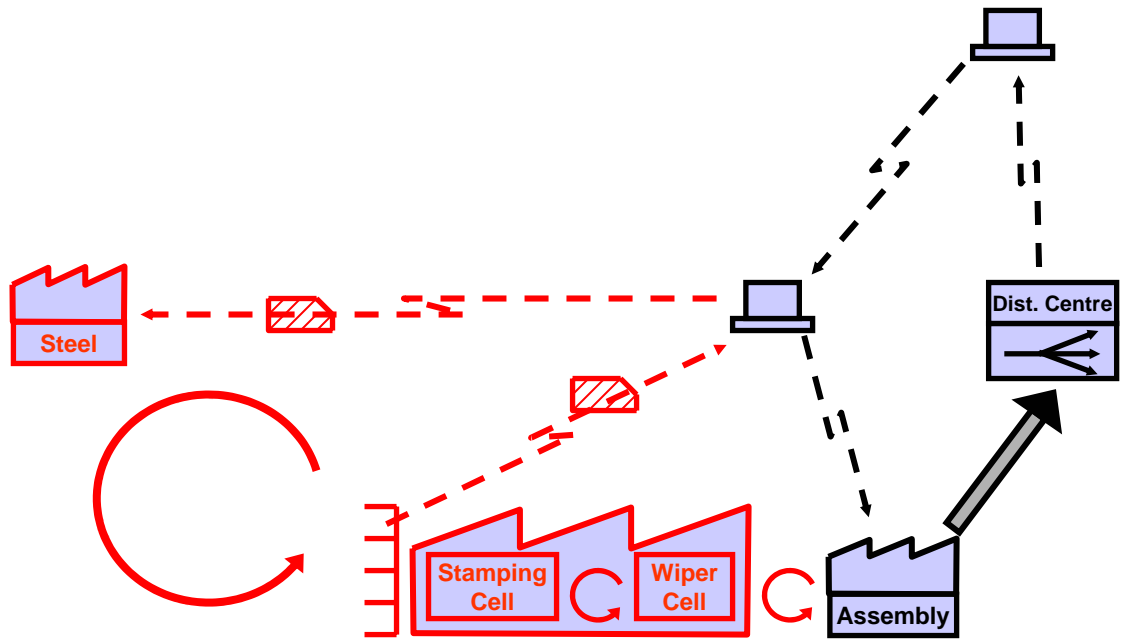 Dist. Centre
Steel
Stamping
Cell
Wiper
Cell
Assembly